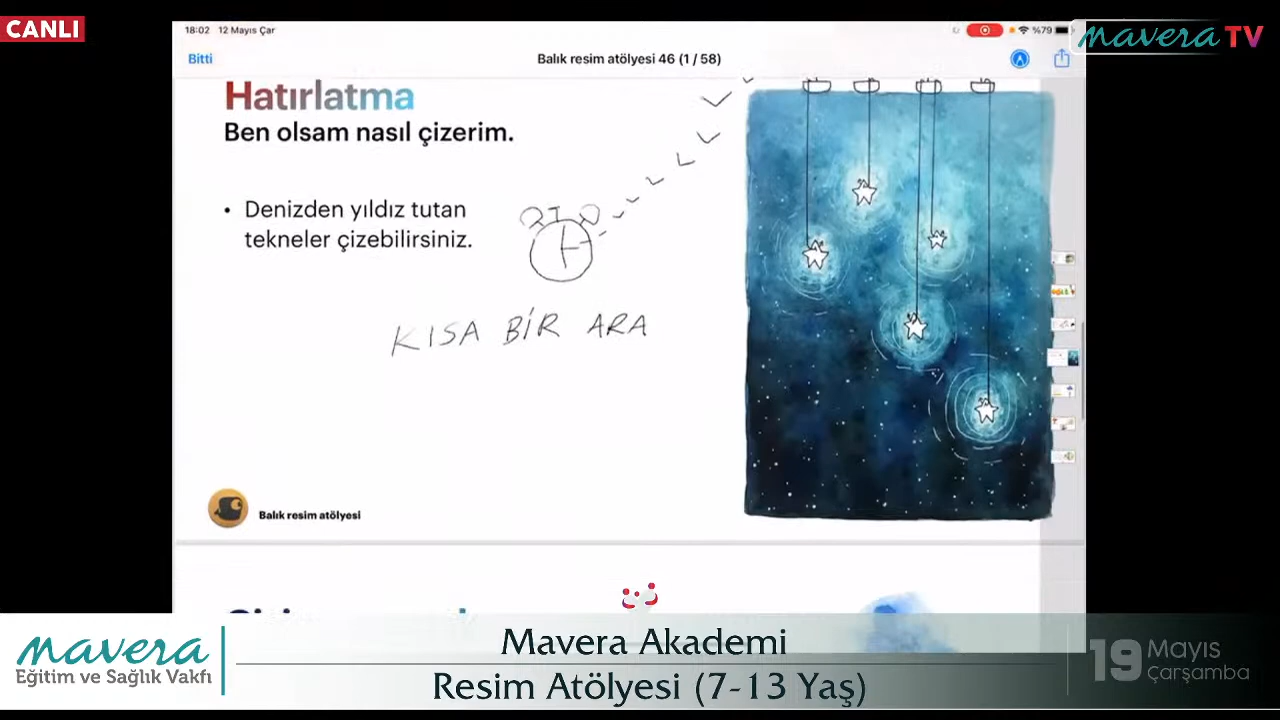 CANLI
18:02 12 Mayıs Çar
%79
mavera TV
Bitti
Balık resim atölyesi 46 (1 / 58)
Hatırlatma
Ben olsam nasıl çizerim.
• Denizden yıldız tutan
tekneler çizebilirsiniz.
KISA BİR ARA
Balık resim atölyesi
mavera
Eğitim ve Sağlık Vakfı
Mavera Akademi
Resim Atölyesi (7-13 Yaş)
19 Mayıs
Çarşamba